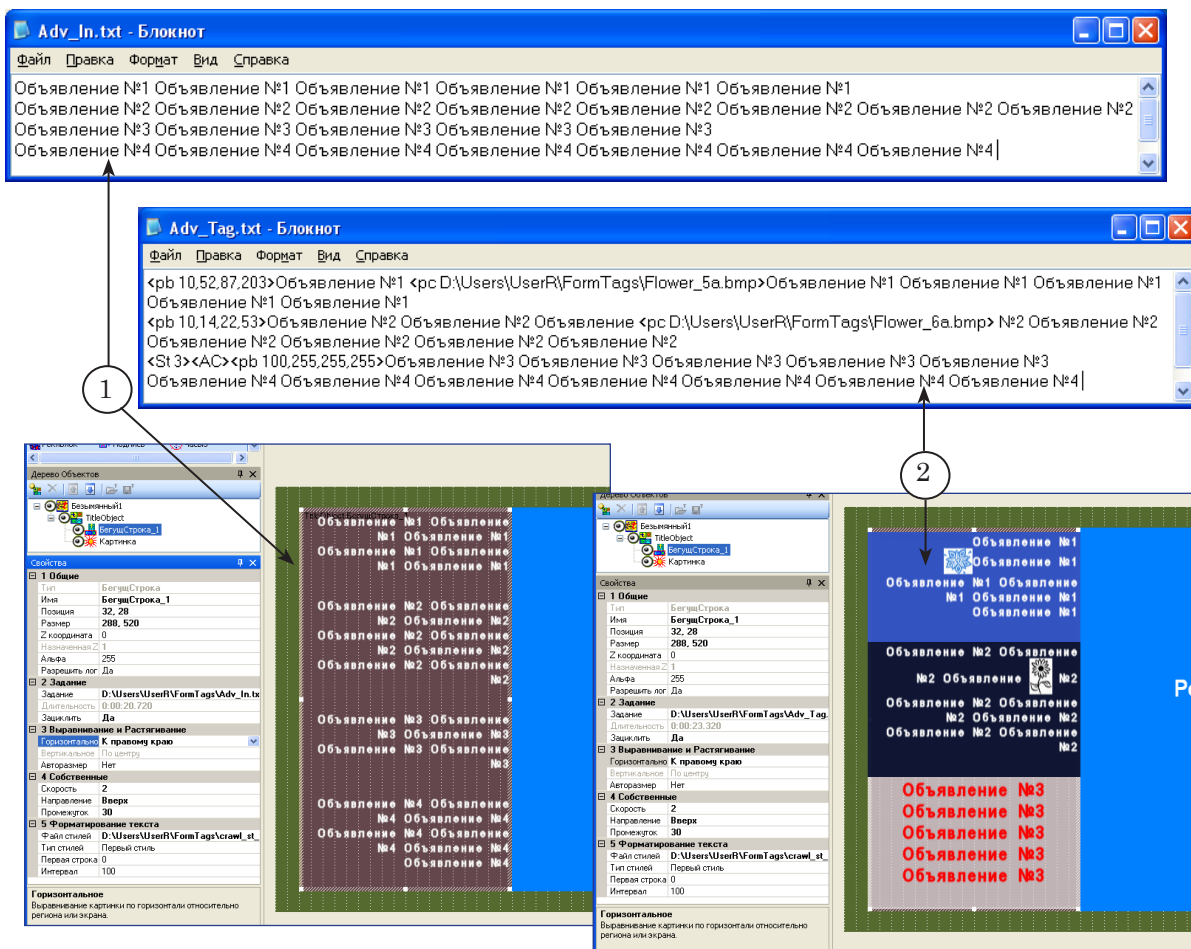 Adv_In.txt - Блокнот
Файл Правка Формат Вид Справка
Объявление №1 Объявление №1 Объявление №1 Объявление №1 Объявление №1 Объявление №1
Объявление №2 Объявление №2 Объявление №2 Объявление №2 Объявление №2 Объявление №2 Объявление №2 Объявление №2
Объявление №3 Объявление №3 Объявление №3 Объявление №3 Объявление №3
Объявление №4 Объявление №4 Объявление №4 Объявление №4 Объявление №4 Объявление №4 Объявление №4
Adv_Tag.txt - Блокнот
Файл Правка Формат Вид Справка
<pb 10,52,87,203>Объявление №1 <pc D:\Users\UserR\FormTags\Flower_5a.bmp>Объявление №1 Объявление №1 Объявление №1
Объявление №1 Объявление №1
<pb 10,14,22,53>Объявление №2 Объявление №2 Объявление <pc D:\Users\UserR\FormTags\Flower_6a.bmp> №2 Объявление №2
Объявление №2 Объявление №2 Объявление №2 Объявление №2
<St 3><AC><pb 100,255,255,255>Объявление №3 Объявление №3 Объявление №3 Объявление №3 Объявление №3
Объявление №4 Объявление №4 Объявление №4 Объявление №4 Объявление №4 Объявление №4 Объявление №4
1
2
Дерево Объектов
Безымянный1
TitleObject
БегущСтрока_1
Картинка
Свойства
1 Общие
Тип БегущСтрока
Имя БегущСтрока_1
Позиция 32, 28
Размер 288, 520
Z координата 0
Назначенная Z 1
Альфа 255
Разрешить лог Да
2 Задание
Задание D:\Users\UserR\FormTags\Adv_In.tx
Длительность 0:00:20.720
Зациклить Да
3 Выравнивание и Растягивание
Горизонтально К правому краю
Вертикальное По центру
Авторазмер Нет
4 Собственные
Скорость 2
Направление Вверх
Промежуток 30
5 Форматирование текста
Файл стилей D:\Users\UserR\FormTags\crawl_st_
Тип стилей Первый стиль
Первая строка 0
Интервал 100
Горизонтальное
Выравнивание картинки по горизонтали относительно
региона или экрана.
Объявление №1 Объявление
№1 Объявление №1
Объявление №1 Объявление
№1 Объявление №1
Объявление №2 Объявление
№2 Объявление №2
Объявление №2 Объявление
№2 Объявление №2
Объявление №2 Объявление
№2
Объявление №3 Объявление
№3 Объявление №3
Объявление №3 Объявление
№3
Объявление №4 Объявление
№4 Объявление №4
Объявление №4 Объявление
№4 Объявление №4
Объявление №4
Дерево Объектов
Безымянный1
TitleObject
БегущСтрока_1
Картинка
Свойства
1 Общие
Тип БегущСтрока
Имя БегущСтрока_1
Позиция 32, 28
Размер 288, 520
Z координата 0
Назначенная Z 1
Альфа 255
Разрешить лог Да
2 Задание
Задание D:\Users\UserR\FormTags\Adv_Tag.
Длительность 0:00:23.320
Зациклить Да
3 Выравнивание и Растягивание
Горизонтально К правому краю
Вертикальное По центру
Авторазмер Нет
4 Собственные
Скорость 2
Направление Вверх
Промежуток 30
5 Форматирование текста
Файл стилей D:\Users\UserR\FormTags\crawl_st_
Тип стилей Первый стиль
Первая строка 0
Интервал 100
Горизонтальное
Выравнивание картинки по горизонтали относительно
региона или экрана.
Объявление №1
Объявление №1
Объявление №1 Объявление
№1 Объявление №1
Объявление №1
Объявление №2 Объявление
№2 Объявление №2
Объявление №2 Объявление
№2 Объявление №2
Объявление №2 Объявление
№2
Объявление №3
Объявление №3
Объявление №3
Объявление №3
Объявление №3